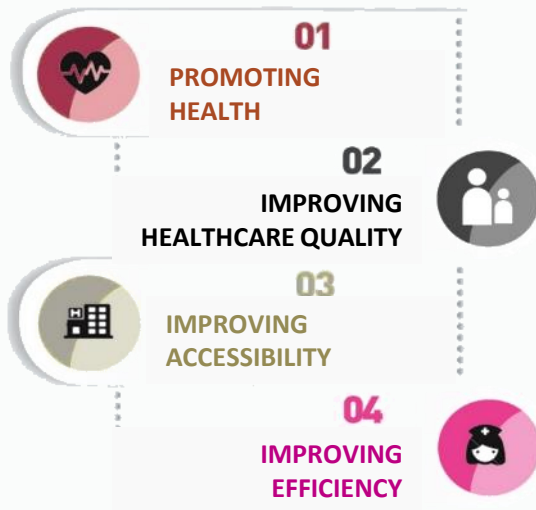 01
PROMOTING
HEALTH
02
IMPROVING
HEALTHCARE QUALITY
03
IMPROVING
ACCESSIBILITY
04
IMPROVING
EFFICIENCY